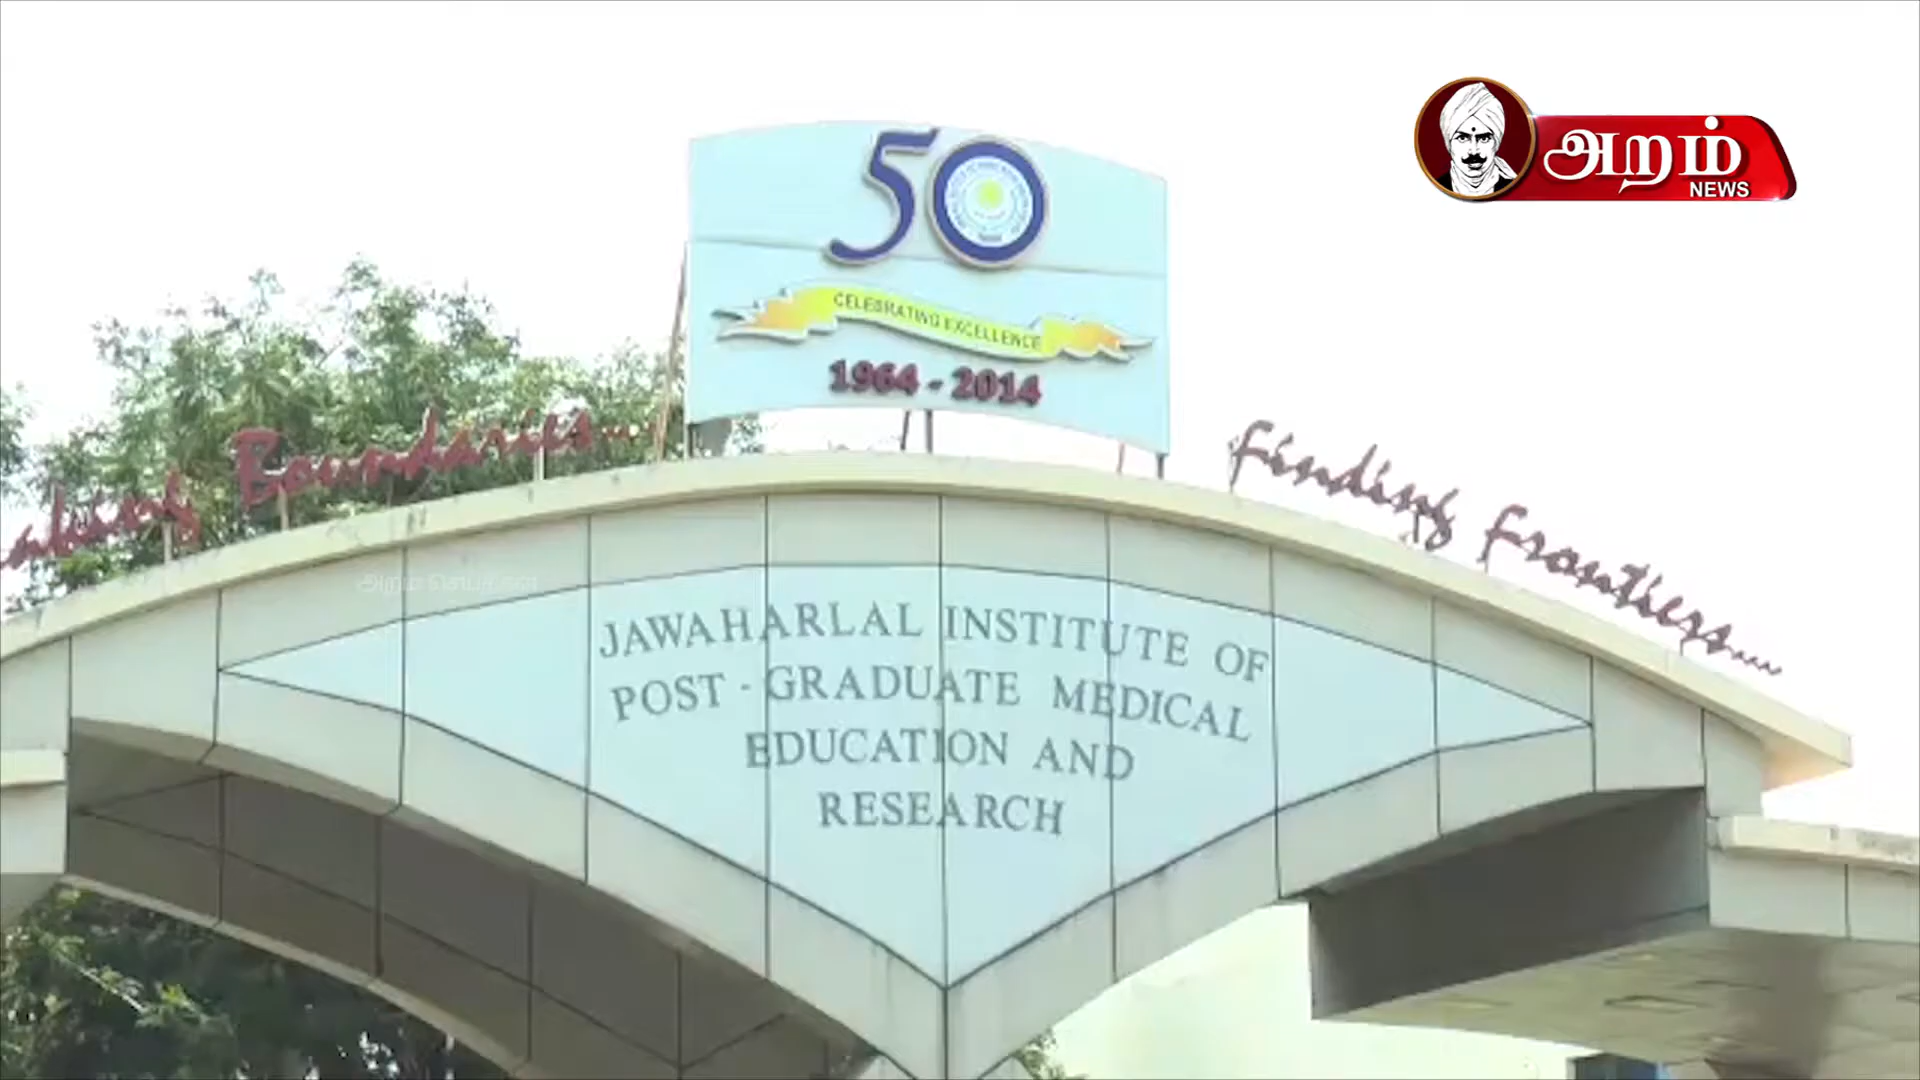 அறம்
NEWS
50
CELEBRATING EXCELLENCE
1964 - 2014
Boundaries...
finding frontiers...
JAWAHARLAL INSTITUTE OF
POST - GRADUATE MEDICAL
EDUCATION AND
RESEARCH